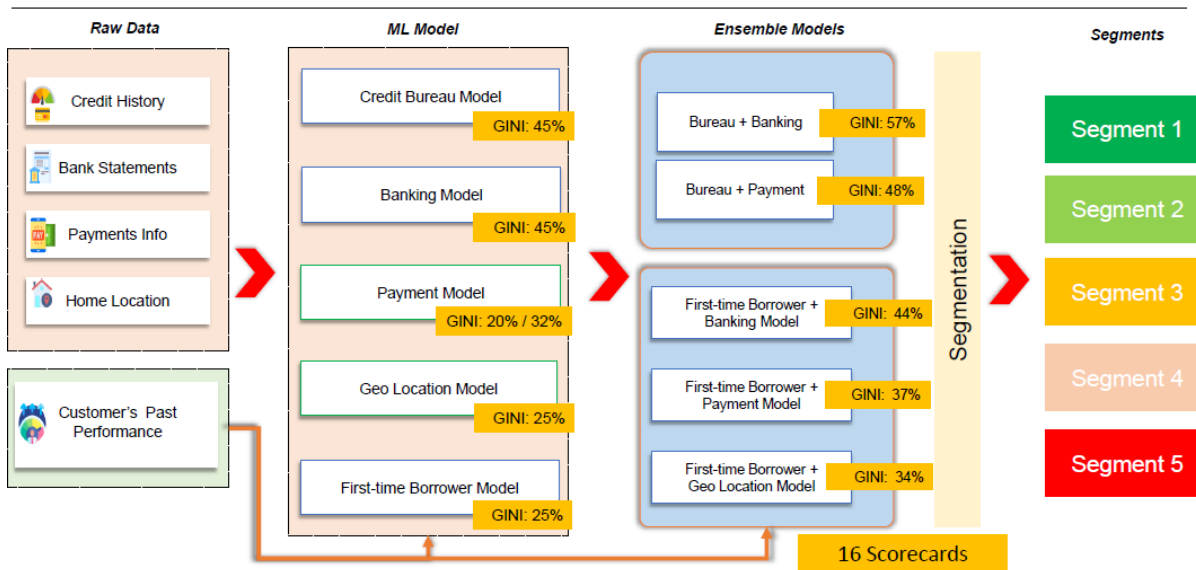 Raw Data
ML Model
Ensemble Models
Segments
Credit History
Bank Statements
Payments Info
PAY
Home Location
Customer's Past
Performance
Credit Bureau Model
GINI: 45%
Banking Model
GINI: 45%
Payment Model
GINI: 20% / 32%
Geo Location Model
GINI: 25%
First-time Borrower Model
GINI: 25%
Bureau + Banking
GINI: 57%
Bureau + Payment
GINI: 48%
First-time Borrower +
Banking Model
GINI: 44%
First-time Borrower +
Payment Model
GINI: 37%
First-time Borrower +
Geo Location Model
GINI: 34%
16 Scorecards
Segmentation
Segment 1
Segment 2
Segment 3
Segment 4
Segment 5